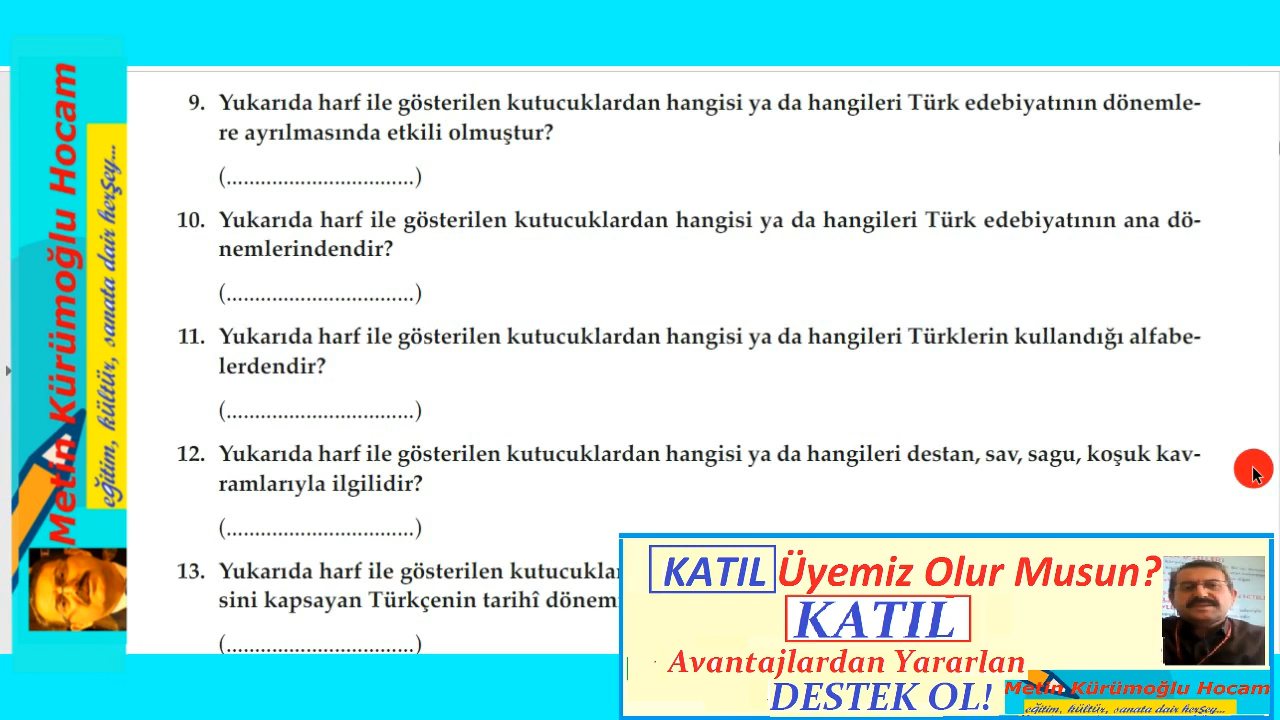 Metin Kürümoğlu Hocam
eğitim, kültür, sanata dair herşey...
9. Yukarıda harf ile gösterilen kutucuklardan hangisi ya da hangileri Türk edebiyatının dönemle-
re ayrılmasında etkili olmuştur?
(.................................)
10. Yukarıda harf ile gösterilen kutucuklardan hangisi ya da hangileri Türk edebiyatının ana dö-
nemlerindendir?
(.................................)
11. Yukarıda harf ile gösterilen kutucuklardan hangisi ya da hangileri Türklerin kullandığı alfabe-
lerdendir?
(.................................)
12. Yukarıda harf ile gösterilen kutucuklardan hangisi ya da hangileri destan, sav, sagu, koşuk kav-
ramlarıyla ilgilidir?
(.................................)
13. Yukarıda harf ile gösterilen
sini kapsayan Türkçenin tarihî
(.................................)
KATIL Üyemiz Olur Musun?
KATIL
Avantajlardan Yararlan
DESTEK OL!
Metin Kürümoğlu Hocam
eğitim, kültür, sanata dair herşey...